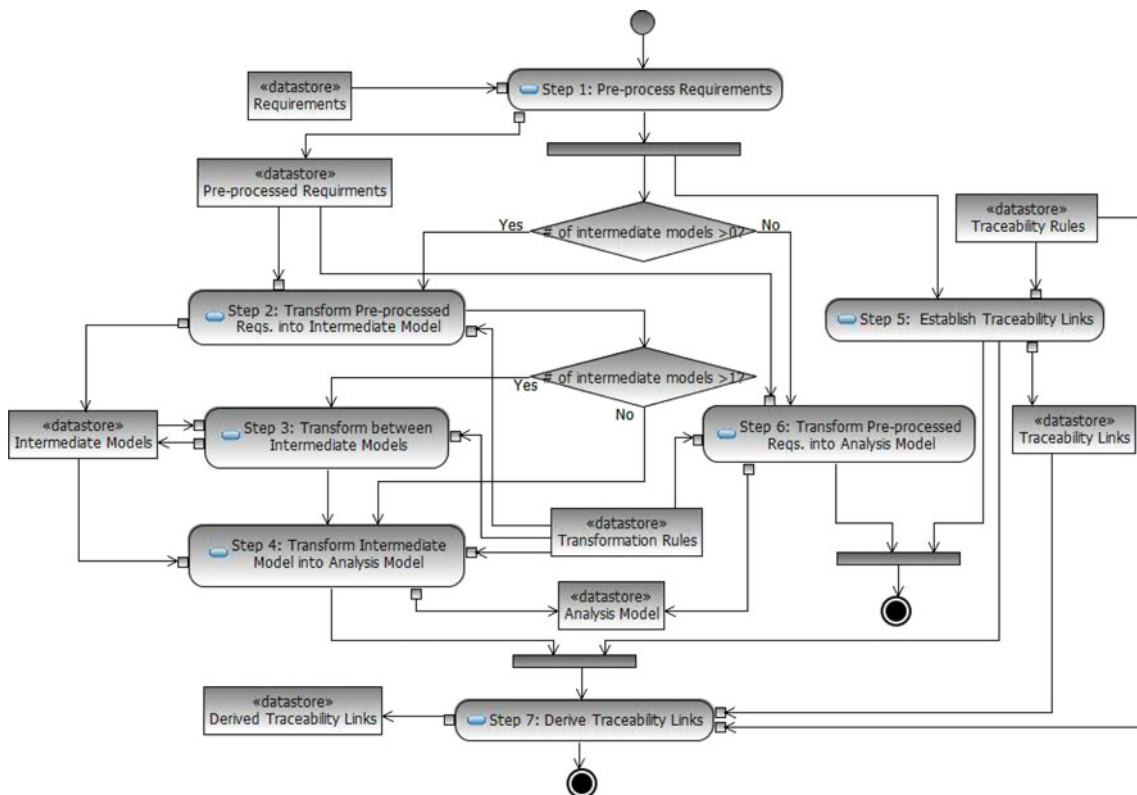 «datastore»
Requirements
Step 1: Pre-process Requirements
«datastore»
Pre-processed Requirments
Yes
# of intermediate models >0?
No
«datastore»
Traceability Rules
Step 2: Transform Pre-processed
Reqs. into Intermediate Model
Step 5: Establish Traceability Links
# of intermediate models >1?
Yes
No
«datastore»
Intermediate Models
Step 3: Transform between
Intermediate Models
Step 6: Transform Pre-processed
Reqs. into Analysis Model
«datastore»
Traceability Links
Step 4: Transform Intermediate
Model into Analysis Model
«datastore»
Transformation Rules
«datastore»
Analysis Model
«datastore»
Derived Traceability Links
Step 7: Derive Traceability Links